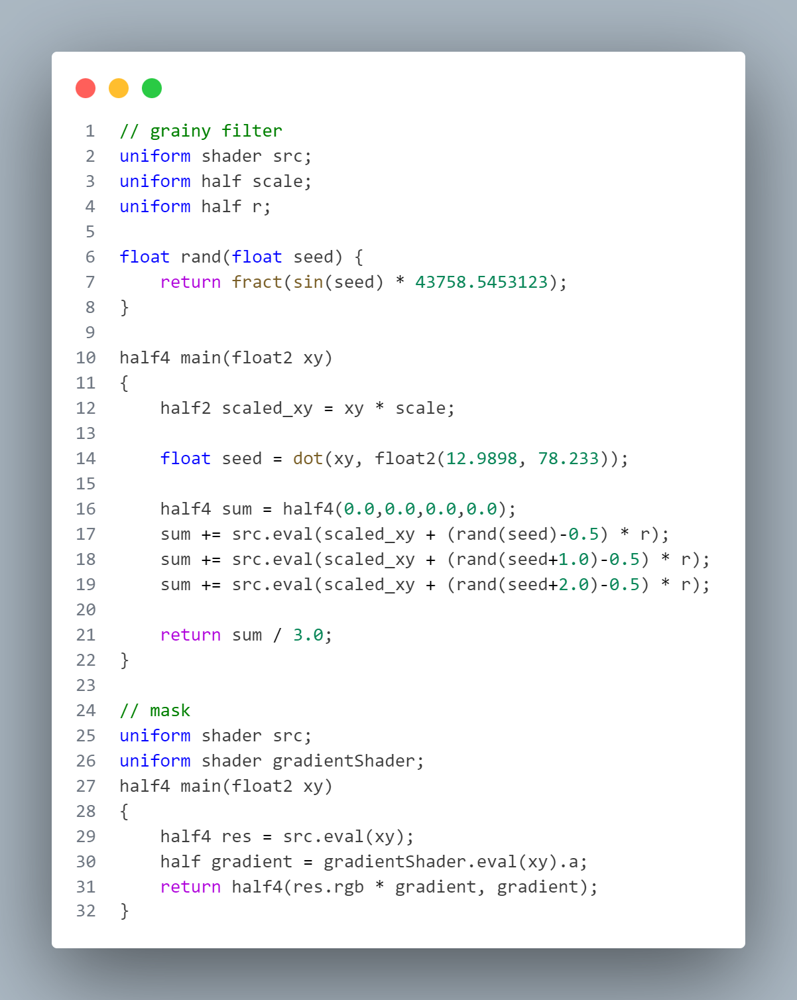 1 // grainy filter
2 uniform shader src;
3 uniform half scale;
4 uniform half r;
5
6 float rand(float seed) {
7     return fract(sin(seed) * 43758.5453123);
8 }
9
10 half4 main(float2 xy)
11 {
12     half2 scaled_xy = xy * scale;
13
14     float seed = dot(xy, float2(12.9898, 78.233));
15
16     half4 sum = half4(0.0,0.0,0.0,0.0);
17     sum += src.eval(scaled_xy + (rand(seed)-0.5) * r);
18     sum += src.eval(scaled_xy + (rand(seed+1.0)-0.5) * r);
19     sum += src.eval(scaled_xy + (rand(seed+2.0)-0.5) * r);
20
21     return sum / 3.0;
22 }
23
24 // mask
25 uniform shader src;
26 uniform shader gradientShader;
27 half4 main(float2 xy)
28 {
29     half4 res = src.eval(xy);
30     half gradient = gradientShader.eval(xy).a;
31     return half4(res.rgb * gradient, gradient);
32 }